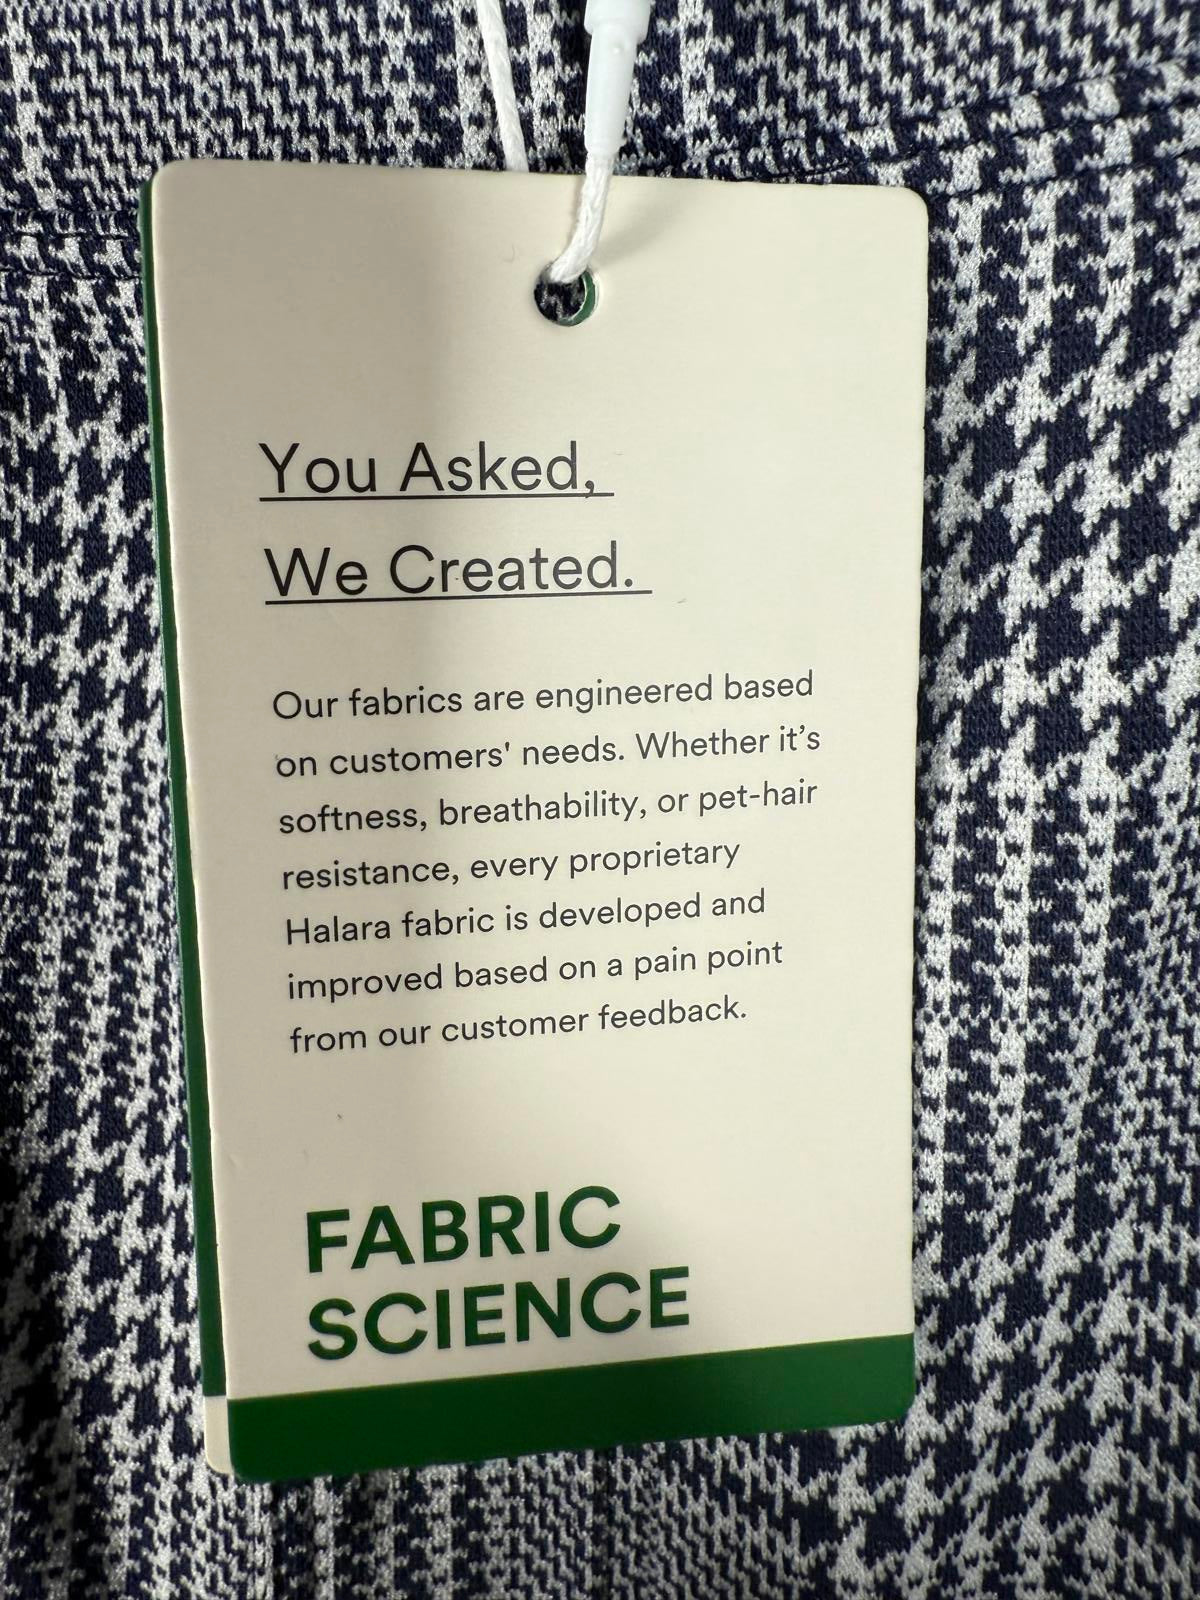 You Asked,
We Created.
Our fabrics are engineered based
on customers' needs. Whether it’s
softness, breathability, or pet-hair
resistance, every proprietary
Halara fabric is developed and
improved based on a pain point
from our customer feedback.
FABRIC
SCIENCE